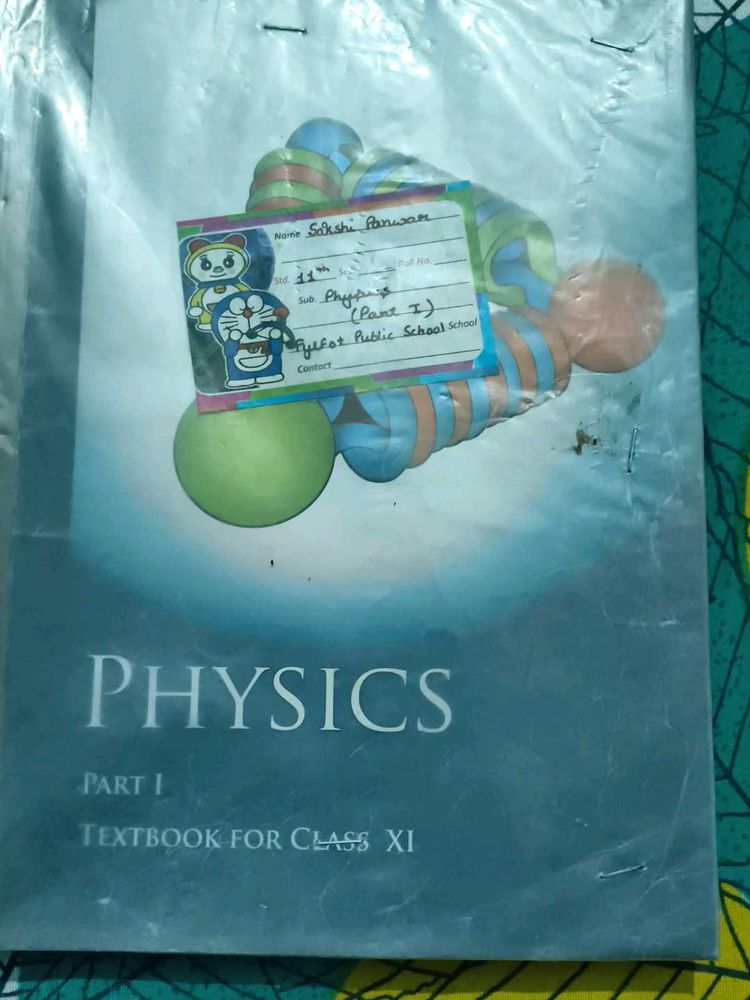 Name Sakshi Panwar
Std. 11th Sec Roll No.
Sub. Physics
(Part I)
Fylfot Public School School
Contact
PHYSICS
PART I
TEXTBOOK FOR CLASS XI